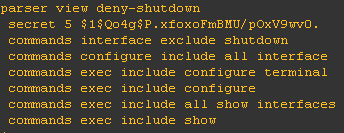 parser view deny-shutdown
secret 5 $1$Qo4g$P.xfoxoFmBMU/pOxV9wv0.
commands interface exclude shutdown
commands configure include all interface
commands exec include configure terminal
commands exec include configure
commands exec include all show interfaces
commands exec include show